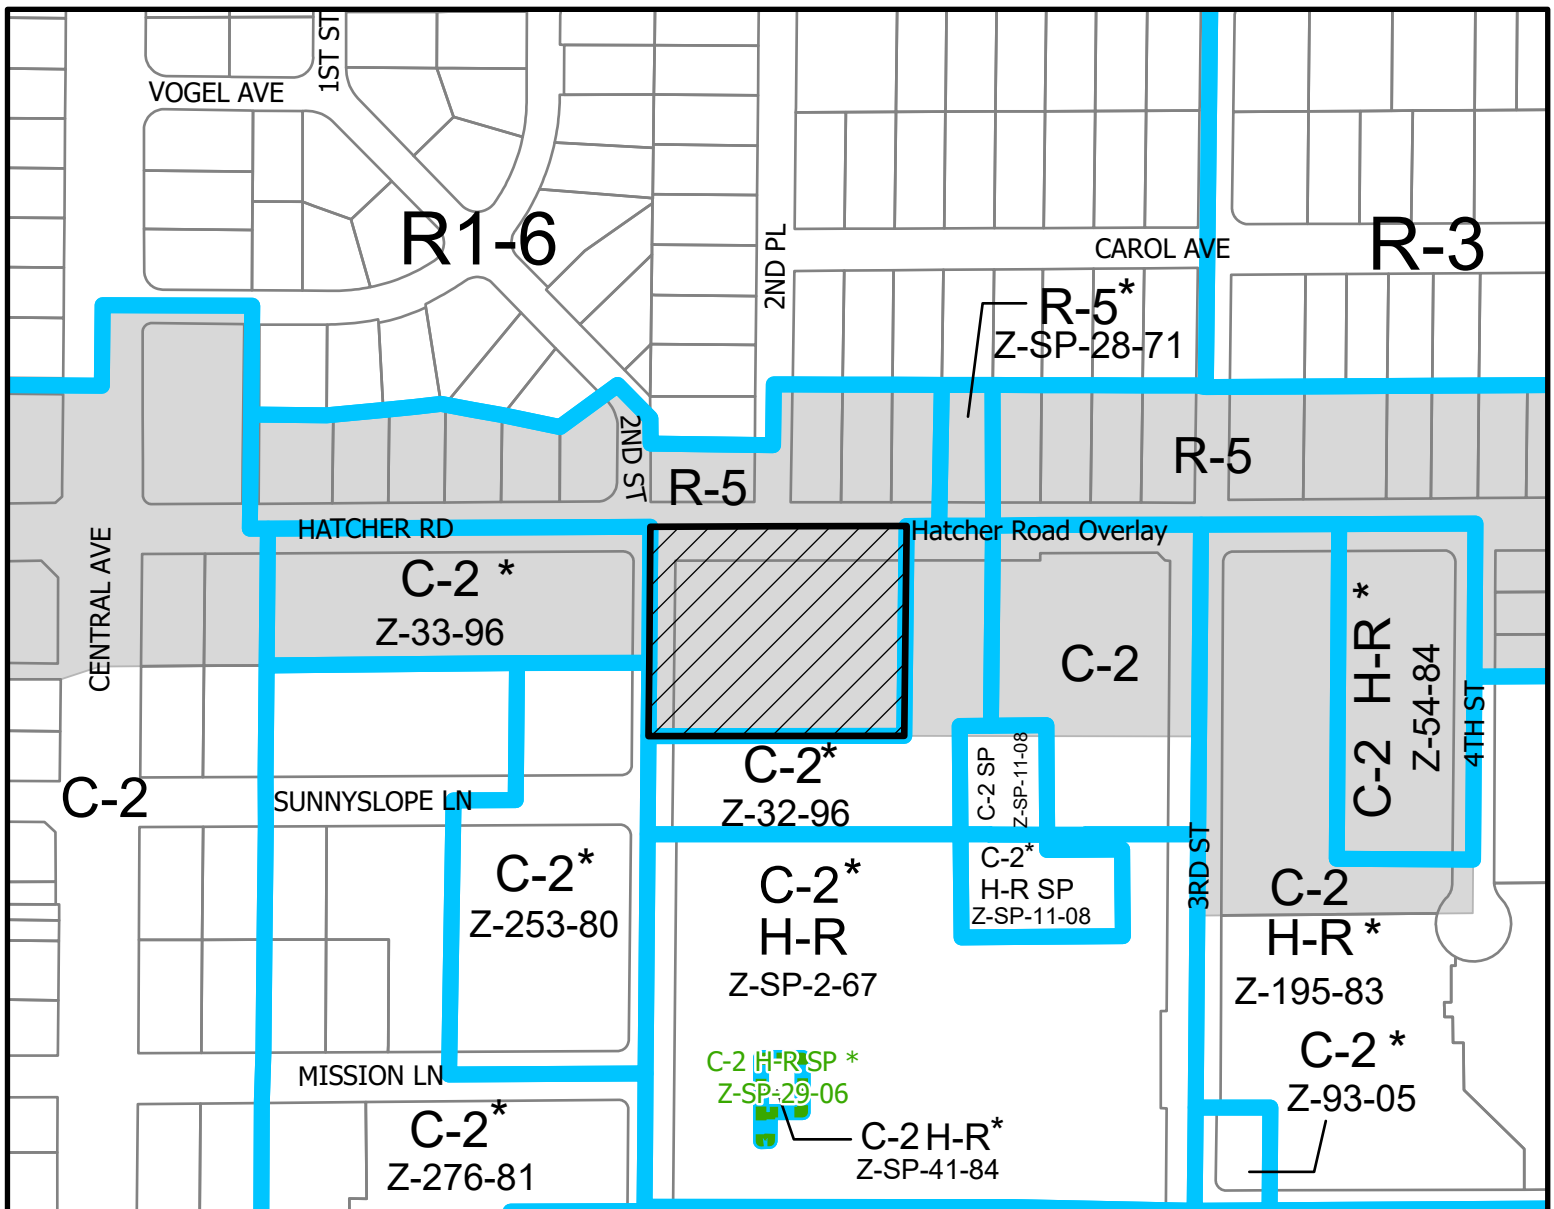 1ST ST
VOGEL AVE
R1-6
2ND PL
CAROL AVE
R-3
R-5*
Z-SP-28-71
2ND ST
R-5
R-5
HATCHER RD
Hatcher Road Overlay
CENTRAL AVE
C-2 *
Z-33-96
C-2
C-2 H-R *
Z-54-84
4TH ST
C-2*
Z-32-96
C-2 SP
Z-SP-11-08
C-2
SUNNYSLOPE LN
C-2*
Z-253-80
C-2*
H-R
Z-SP-2-67
C-2*
H-R SP
Z-SP-11-08
3RD ST
C-2
H-R *
Z-195-83
C-2 *
Z-93-05
MISSION LN
C-2 H-R SP *
Z-SP-29-06
C-2*
Z-276-81
C-2 H-R*
Z-SP-41-84